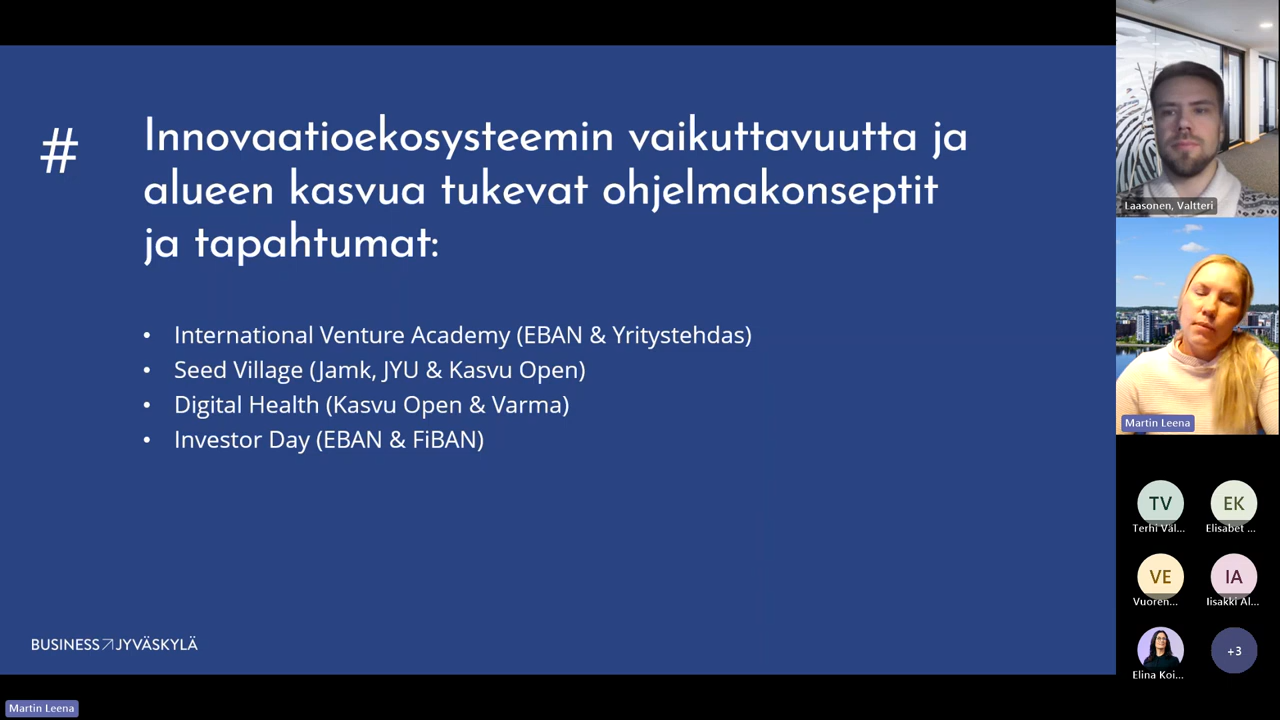 #
Innovaatioekosysteemin vaikuttavuutta ja
alueen kasvua tukevat ohjelmakonseptit
ja tapahtumat:
• International Venture Academy (EBAN & Yritystehdas)
• Seed Village (Jamk, JYU & Kasvu Open)
• Digital Health (Kasvu Open & Varma)
• Investor Day (EBAN & FiBAN)
BUSINESS JYVÄSKYLÄ
Martin Leena
Laasonen, Valtteri
Martin Leena
TV
Terhi Väl...
EK
Elisabet ...
VE
Vuoren...
IA
Iisakki Al...
Elina Koi...
+3